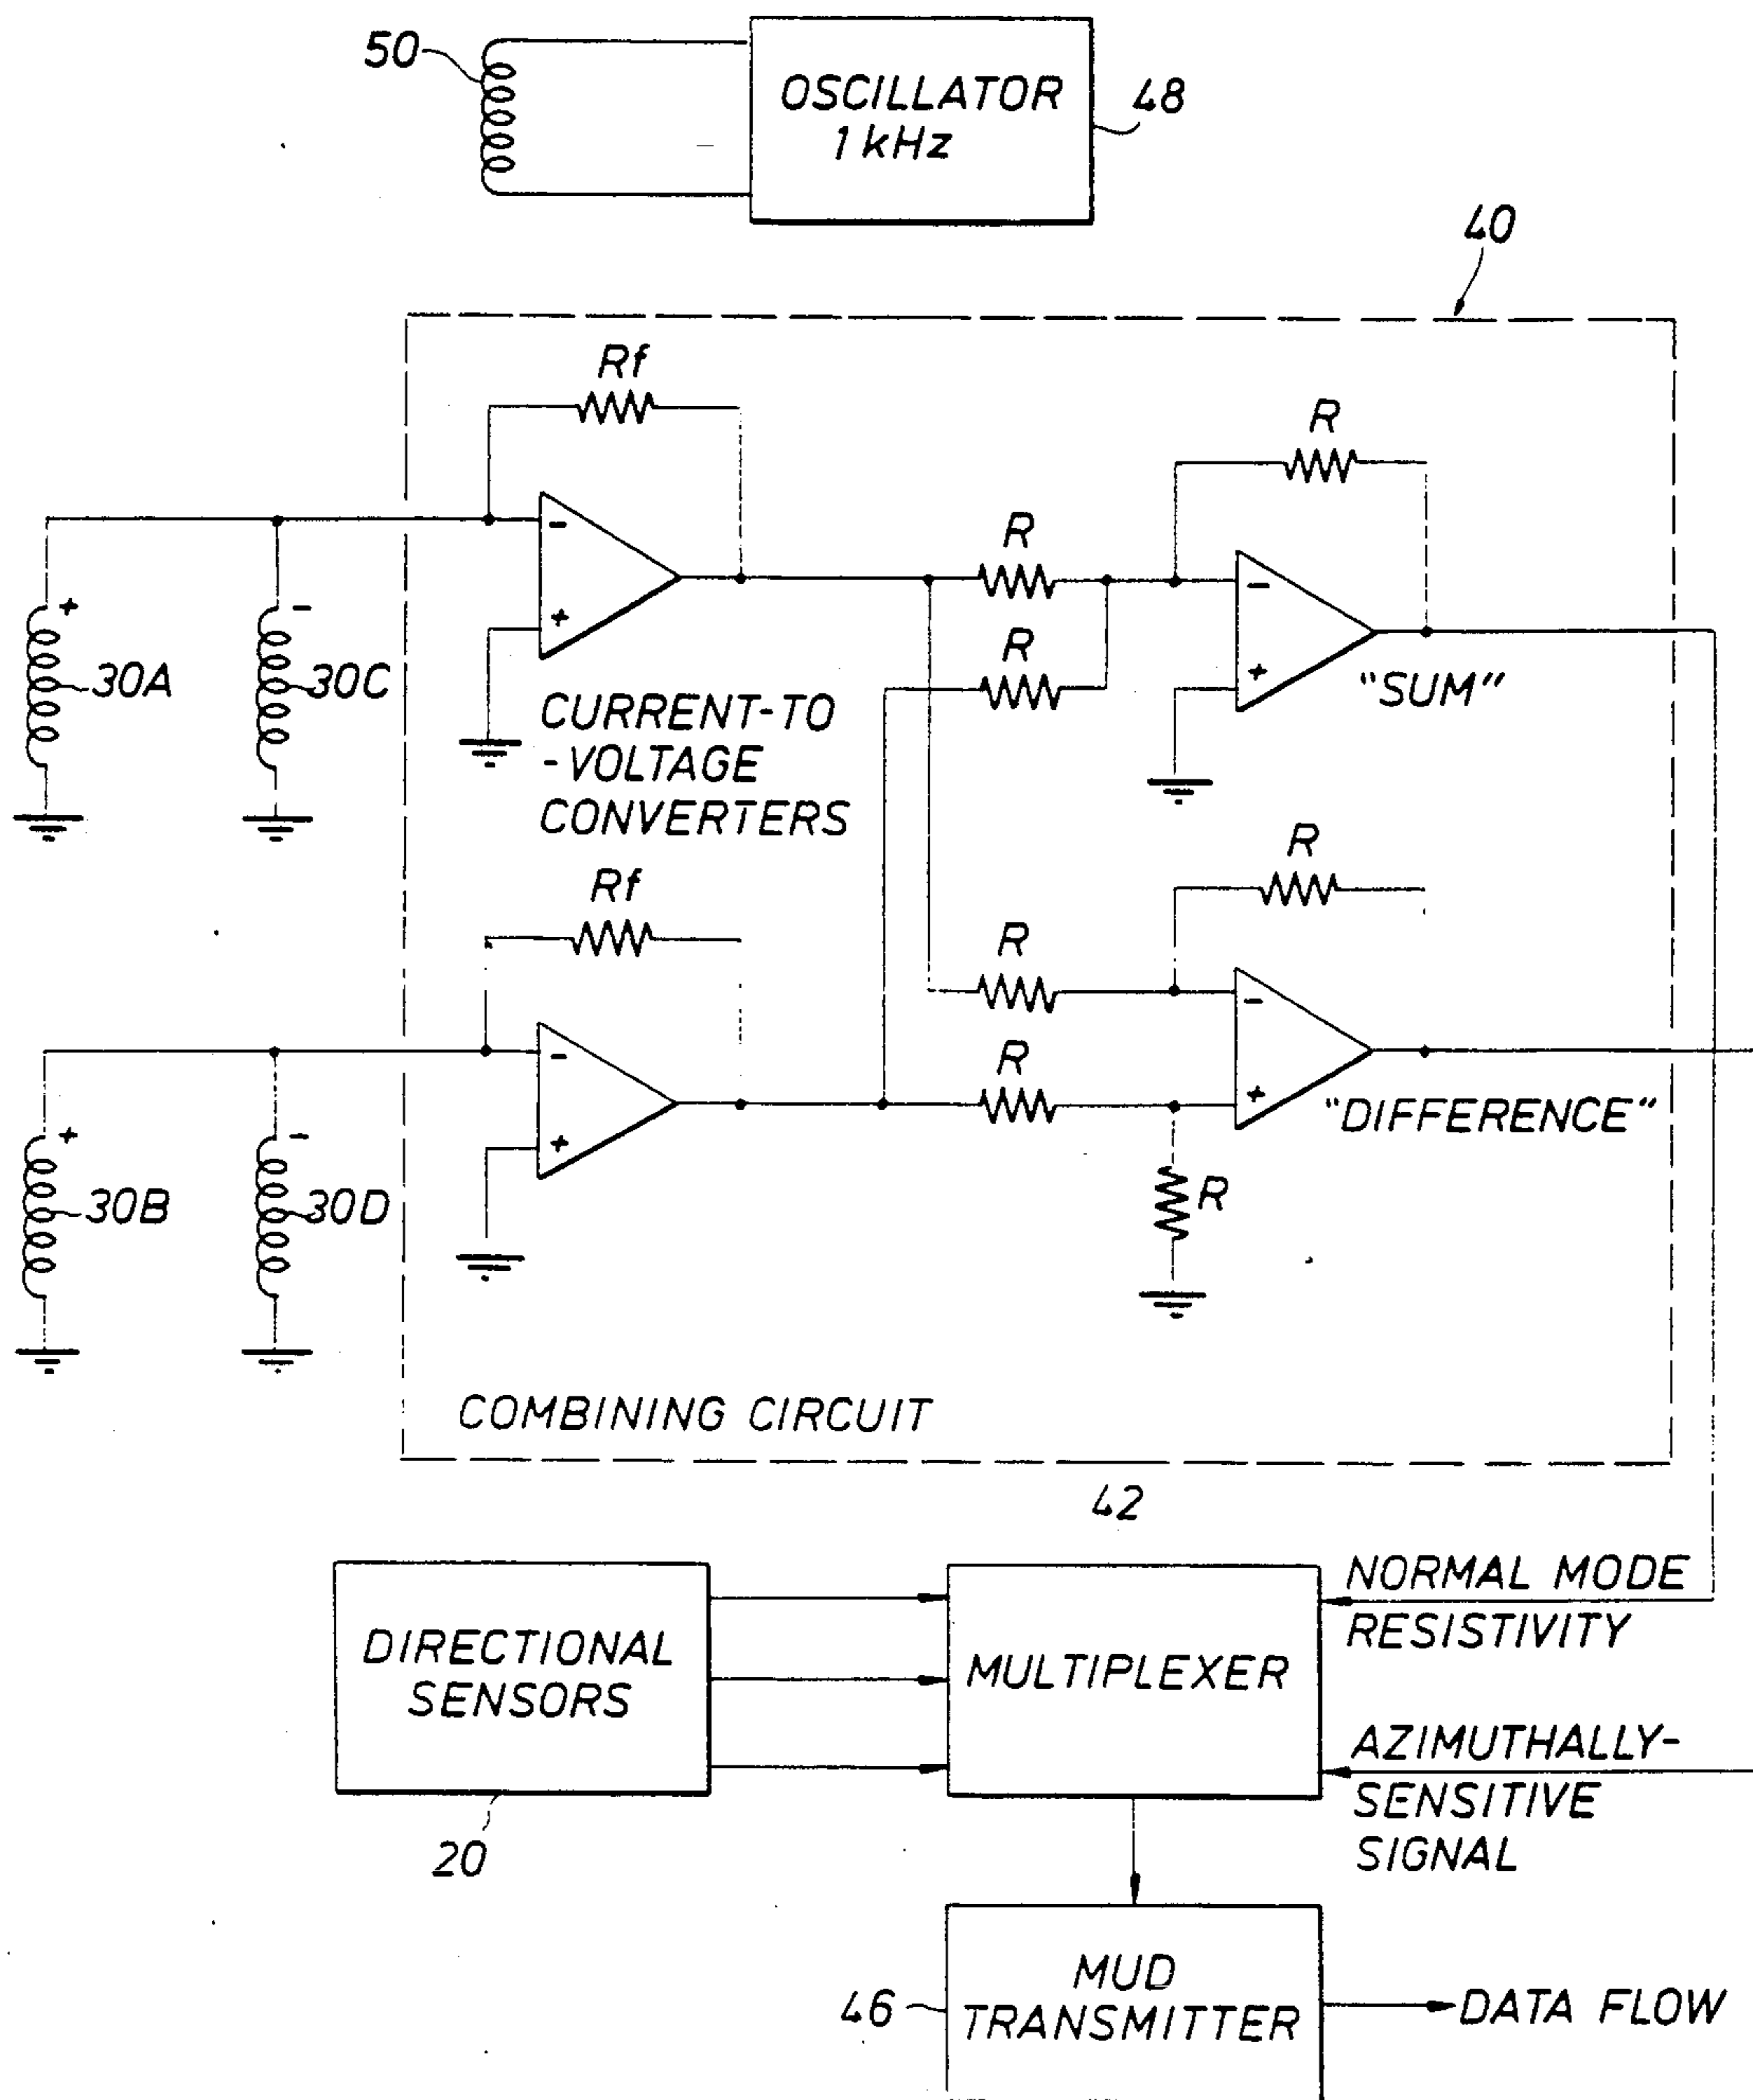 50
OSCILLATOR
1 kHz
48
40
Rf
R
-
+
R
-
+
R
+
-
30A
30C
CURRENT-TO
-VOLTAGE
CONVERTERS
"SUM"
Rf
R
R
-
+
-
+
R
"DIFFERENCE"
+
-
30B
30D
R
COMBINING CIRCUIT
42
DIRECTIONAL
SENSORS
MULTIPLEXER
NORMAL MODE
RESISTIVITY
AZIMUTHALLY-
SENSITIVE
SIGNAL
20
46
MUD
TRANSMITTER
DATA FLOW